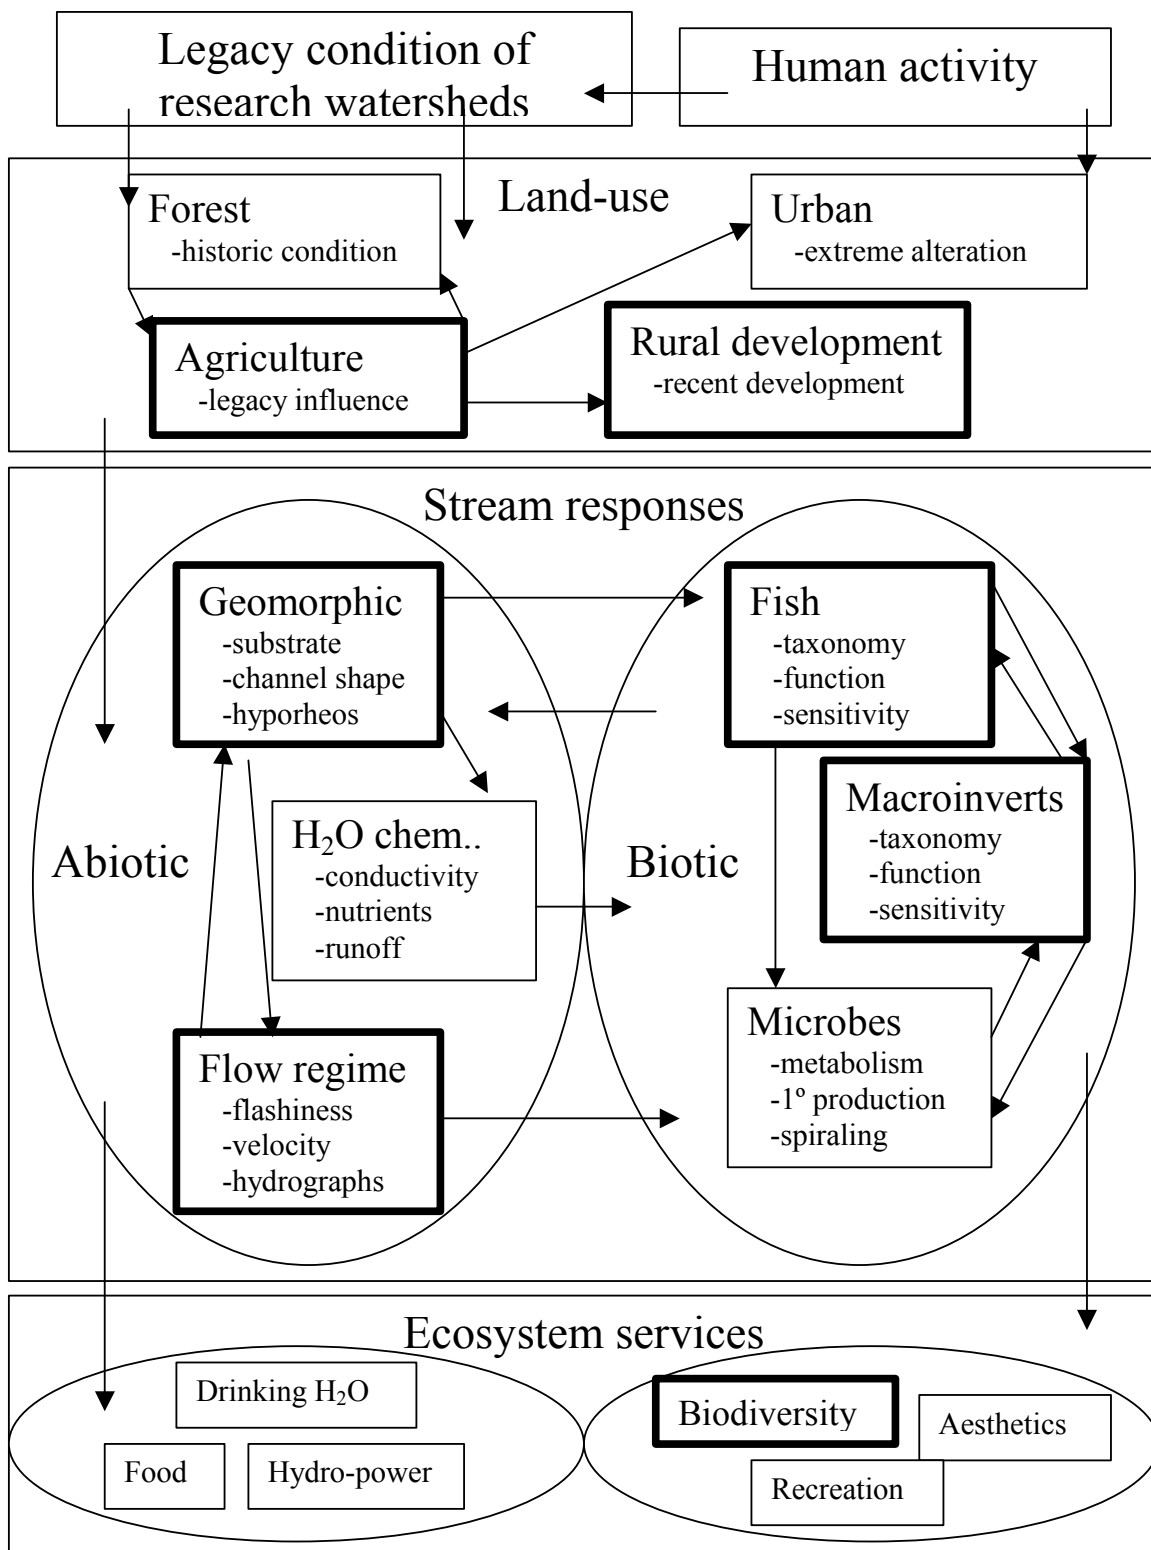 Legacy condition of
research watersheds
Human activity
Land-use
Forest
-historic condition
Urban
-extreme alteration
Agriculture
-legacy influence
Rural development
-recent development
Stream responses
Abiotic
Geomorphic
-substrate
-channel shape
-hyporheos
H₂O chem..
-conductivity
-nutrients
-runoff
Flow regime
-flashiness
-velocity
-hydrographs
Biotic
Fish
-taxonomy
-function
-sensitivity
Macroinverts
-taxonomy
-function
-sensitivity
Microbes
-metabolism
-1º production
-spiraling
Ecosystem services
Drinking H₂O
Food
Hydro-power
Biodiversity
Aesthetics
Recreation